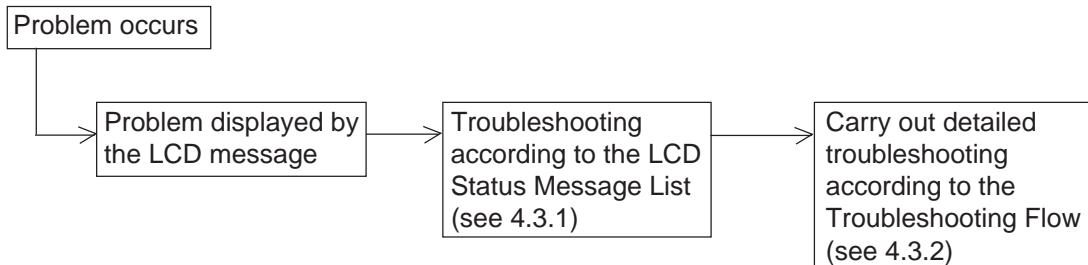 Problem occurs
Problem displayed by
the LCD message
Troubleshooting
according to the LCD
Status Message List
(see 4.3.1)
Carry out detailed
troubleshooting
according to the
Troubleshooting Flow
(see 4.3.2)